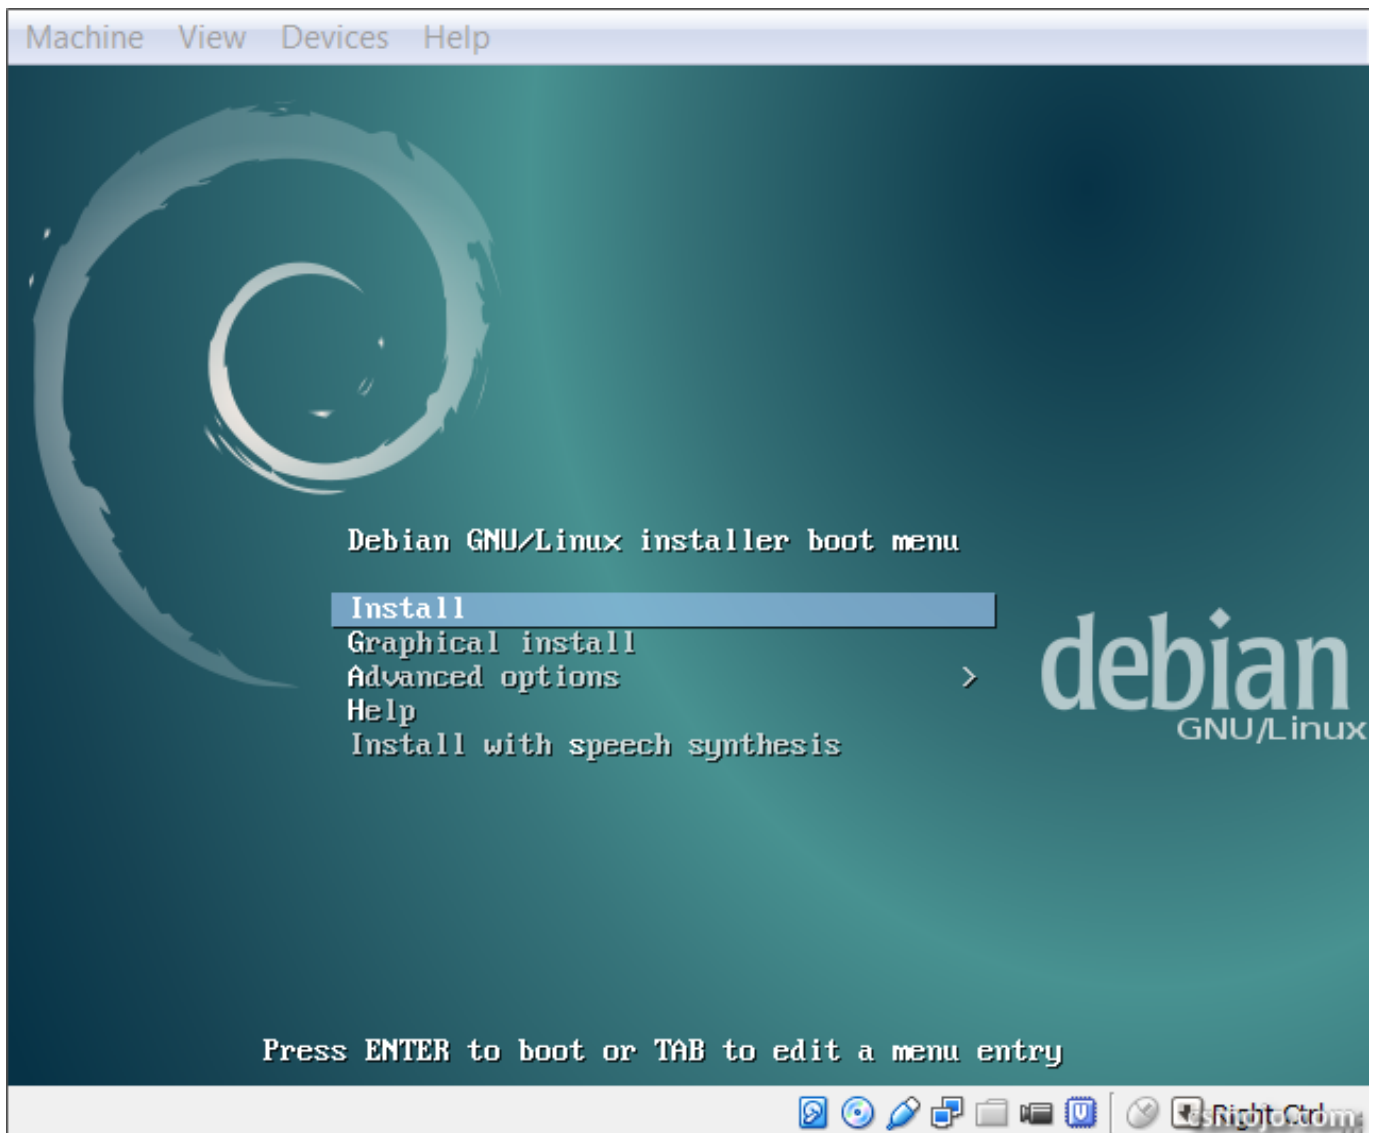 Machine View Devices Help
Debian GNU/Linux installer boot menu
Install
Graphical install
Advanced options >
Help
Install with speech synthesis
debian
GNU/Linux
Press ENTER to boot or TAB to edit a menu entry
Right Ctrl